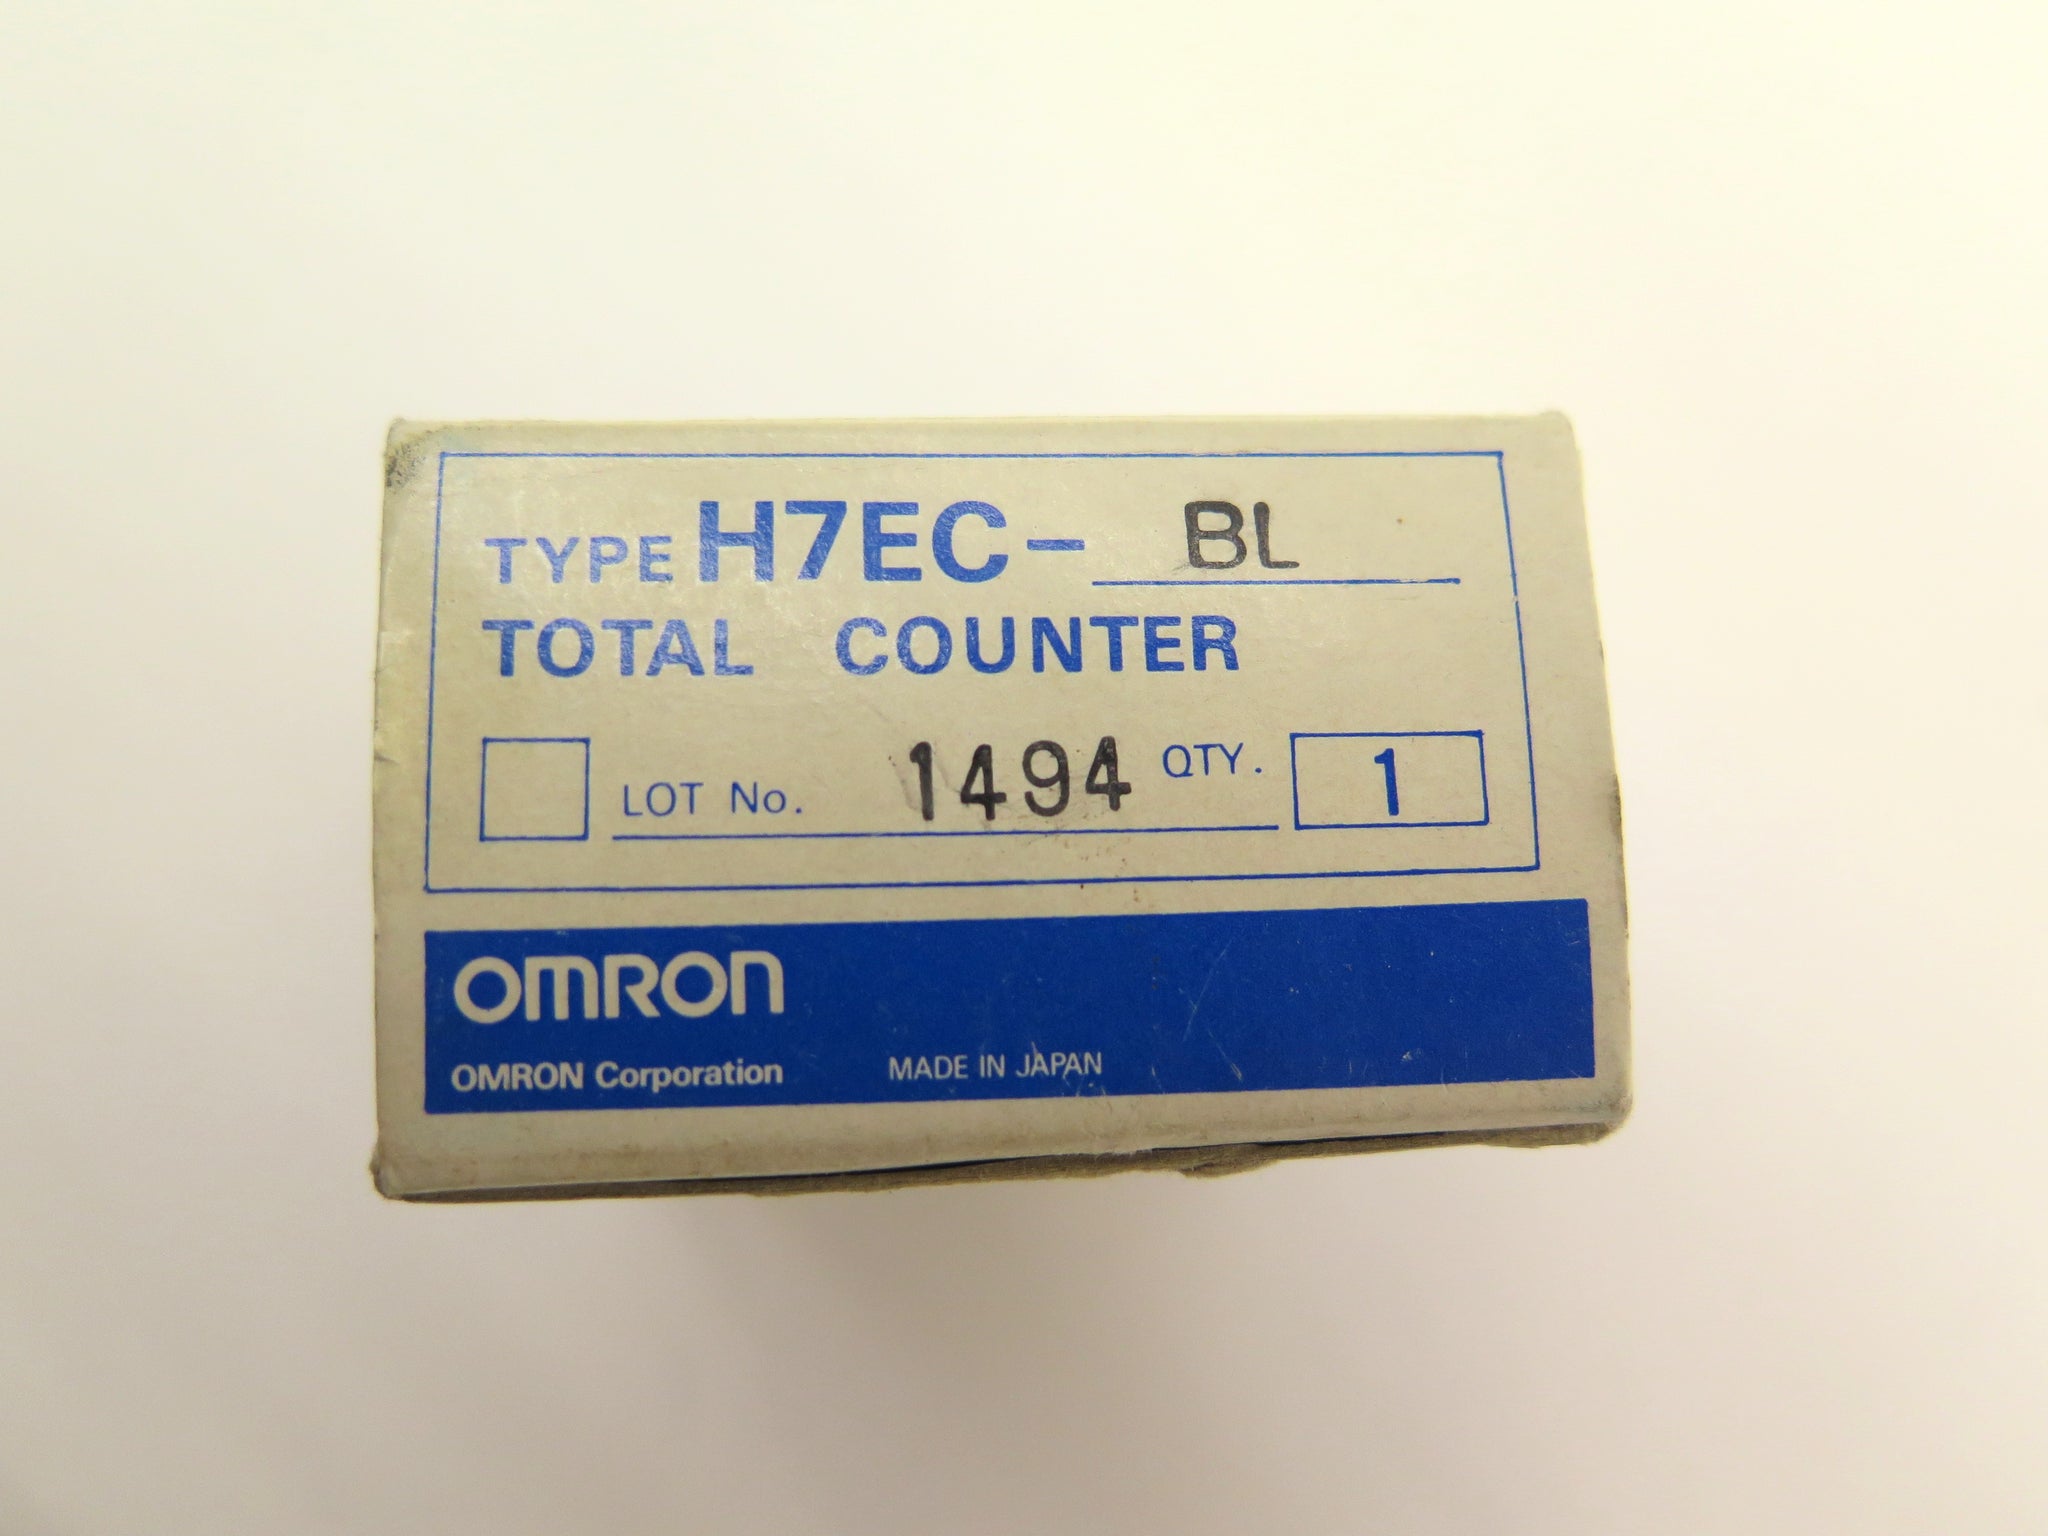 TYPE H7EC- BL
TOTAL COUNTER
LOT No. 1494 QTY. 1
OMRON
OMRON Corporation MADE IN JAPAN